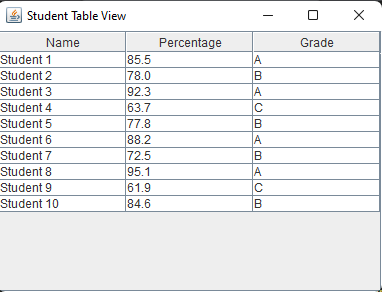 Student Table View
Name Percentage Grade
Student 1 85.5 A
Student 2 78.0 B
Student 3 92.3 A
Student 4 63.7 C
Student 5 77.8 B
Student 6 88.2 A
Student 7 72.5 B
Student 8 95.1 A
Student 9 61.9 C
Student 10 84.6 B